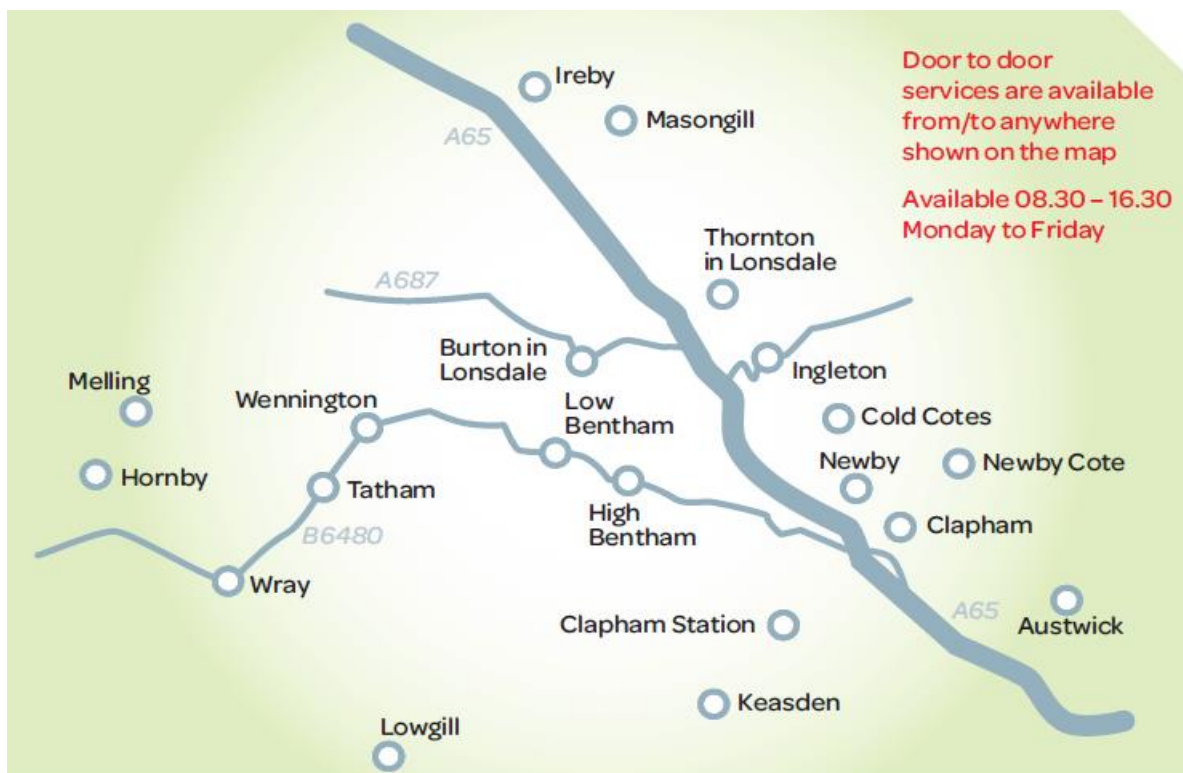 Ireby
Masongill
A65
Door to door
services are available
from/to anywhere
shown on the map
Available 08.30 – 16.30
Monday to Friday
Thornton
in Lonsdale
A687
Burton in
Lonsdale
Ingleton
Melling
Wennington
Low
Bentham
Cold Cotes
Newby
Newby Cote
Hornby
Tatham
High
Bentham
Clapham
B6480
Wray
Clapham Station
A65
Austwick
Keasden
Lowgill